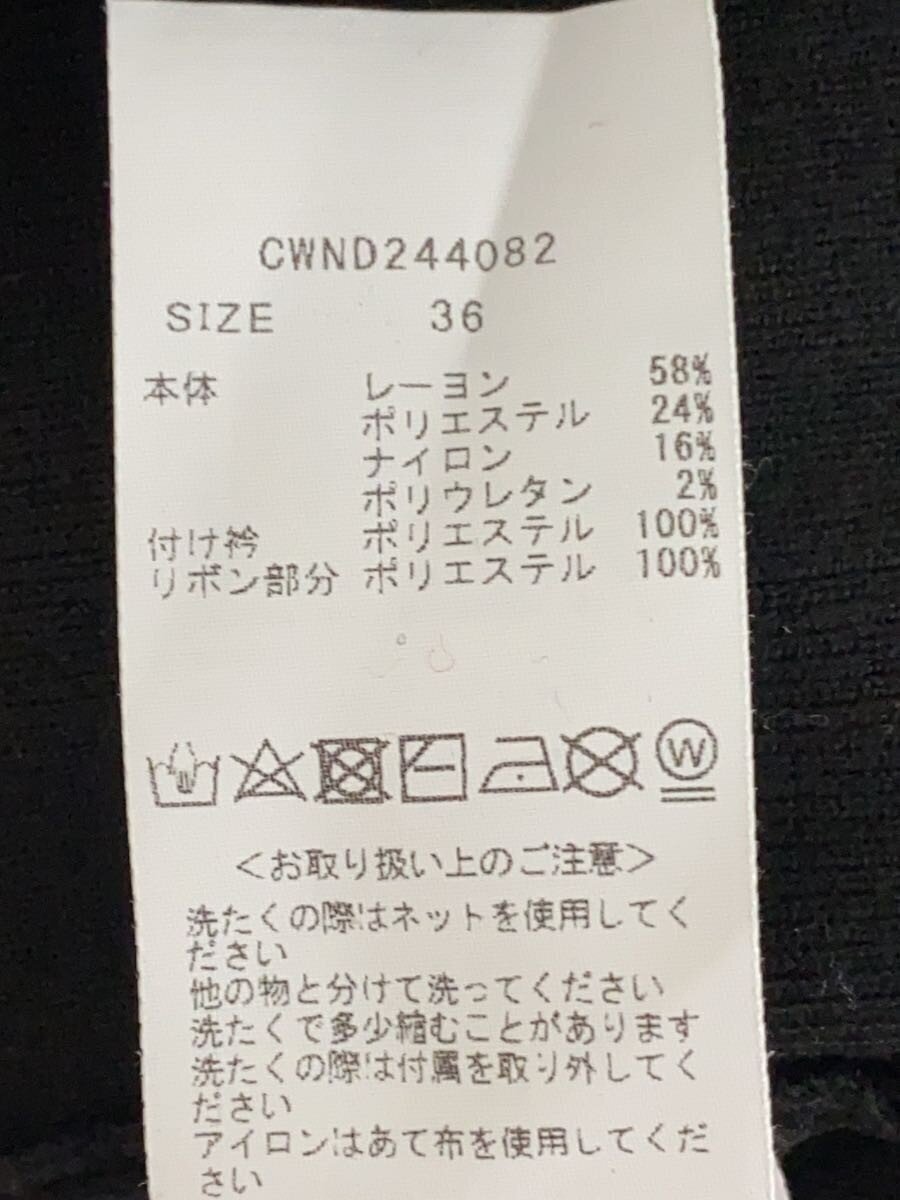 CWND244082
SIZE 36
本体 レーヨン 58%
ポリエステル 24%
ナイロン 16%
ポリウレタン 2%
付け衿 ポリエステル 100%
リボン部分 ポリエステル 100%
W
<お取り扱い上のご注意>
洗たくの際はネットを使用してく
ださい
他の物と分けて洗ってください
洗たくで多少縮むことがあります
洗たくの際は付属を取り外してく
ださい
アイロンはあて布を使用してくだ
さい